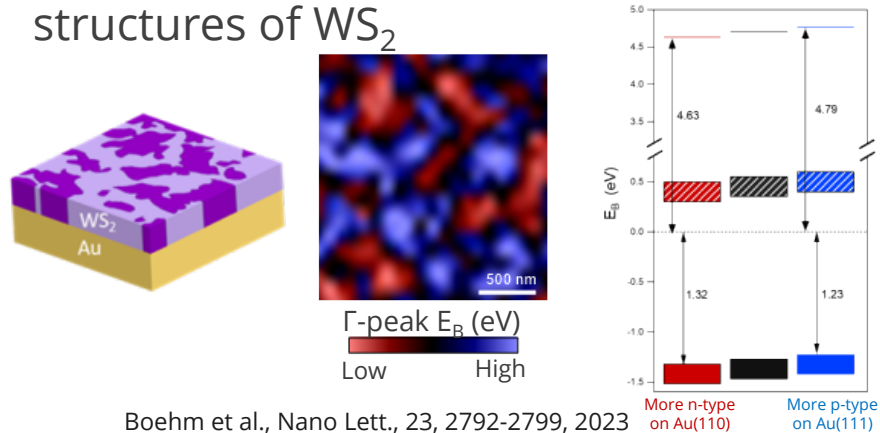 structures of WS₂
WS₂
Au
500 nm
Γ-peak E_B (eV)
Low
High
E_B (eV)
5.0
4.5
4.0
3.5
0.5
0.0
-0.5
-1.0
-1.5
4.63
4.79
1.32
1.23
More n-type
on Au(110)
More p-type
on Au(111)
Boehm et al., Nano Lett., 23, 2792-2799, 2023